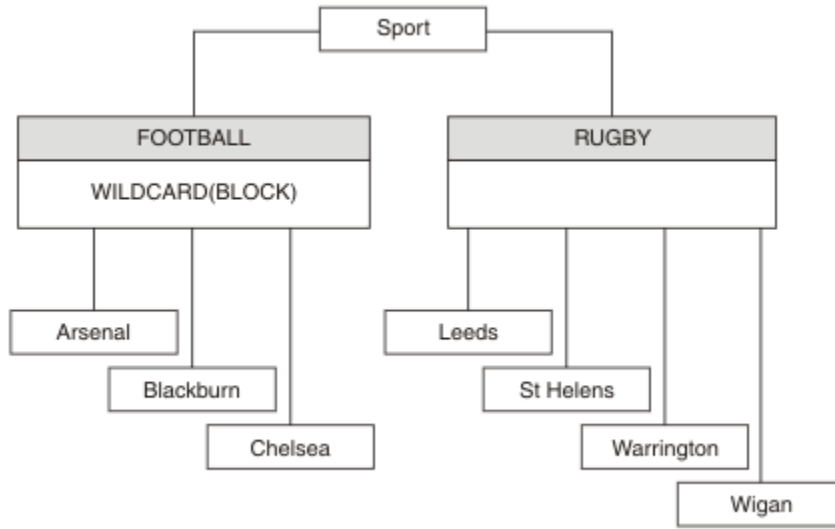 Sport
FOOTBALL
WILDCARD(BLOCK)
RUGBY
Arsenal
Blackburn
Chelsea
Leeds
St Helens
Warrington
Wigan